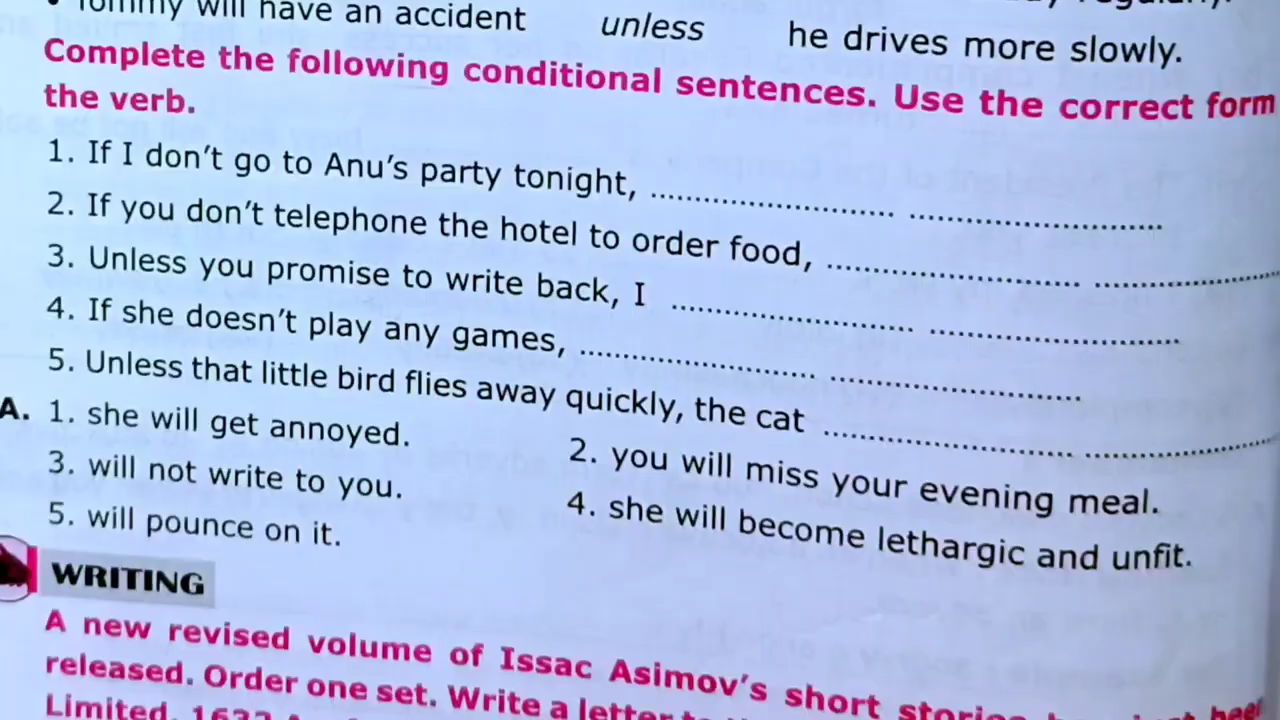 will have an accident unless he drives more slowly.
Complete the following conditional sentences. Use the correct form
the verb.
1. If I don't go to Anu's party tonight, .............................. ...............................
2. If you don't telephone the hotel to order food, .............................. ......................
3. Unless you promise to write back, I .............................. ...............................
4. If she doesn't play any games, .............................. ..............................
5. Unless that little bird flies away quickly, the cat .............................. ......................
A. 1. she will get annoyed. 2. you will miss your evening meal.
3. will not write to you. 4. she will become lethargic and unfit.
5. will pounce on it.
WRITING
A new revised volume of Issac Asimov's short
released. Order one set. Write a letter
Limited,